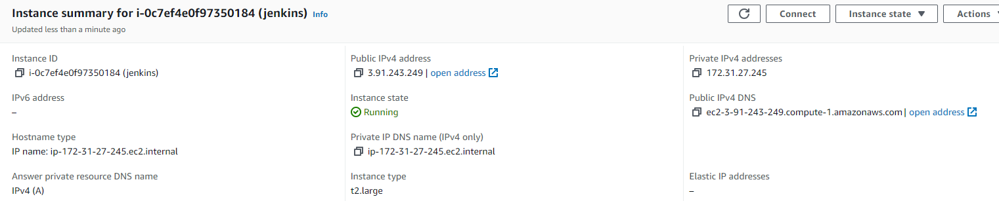 Instance summary for i-0c7ef4e0f97350184 (jenkins) Info
Updated less than a minute ago
Connect
Instance state
Actions
Instance ID
i-0c7ef4e0f97350184 (jenkins)
Public IPv4 address
3.91.243.249 | open address
Private IPv4 addresses
172.31.27.245
IPv6 address
–
Instance state
Running
Public IPv4 DNS
ec2-3-91-243-249.compute-1.amazonaws.com | open address
Hostname type
IP name: ip-172-31-27-245.ec2.internal
Private IP DNS name (IPv4 only)
ip-172-31-27-245.ec2.internal
Answer private resource DNS name
IPv4 (A)
Instance type
t2.large
Elastic IP addresses
–